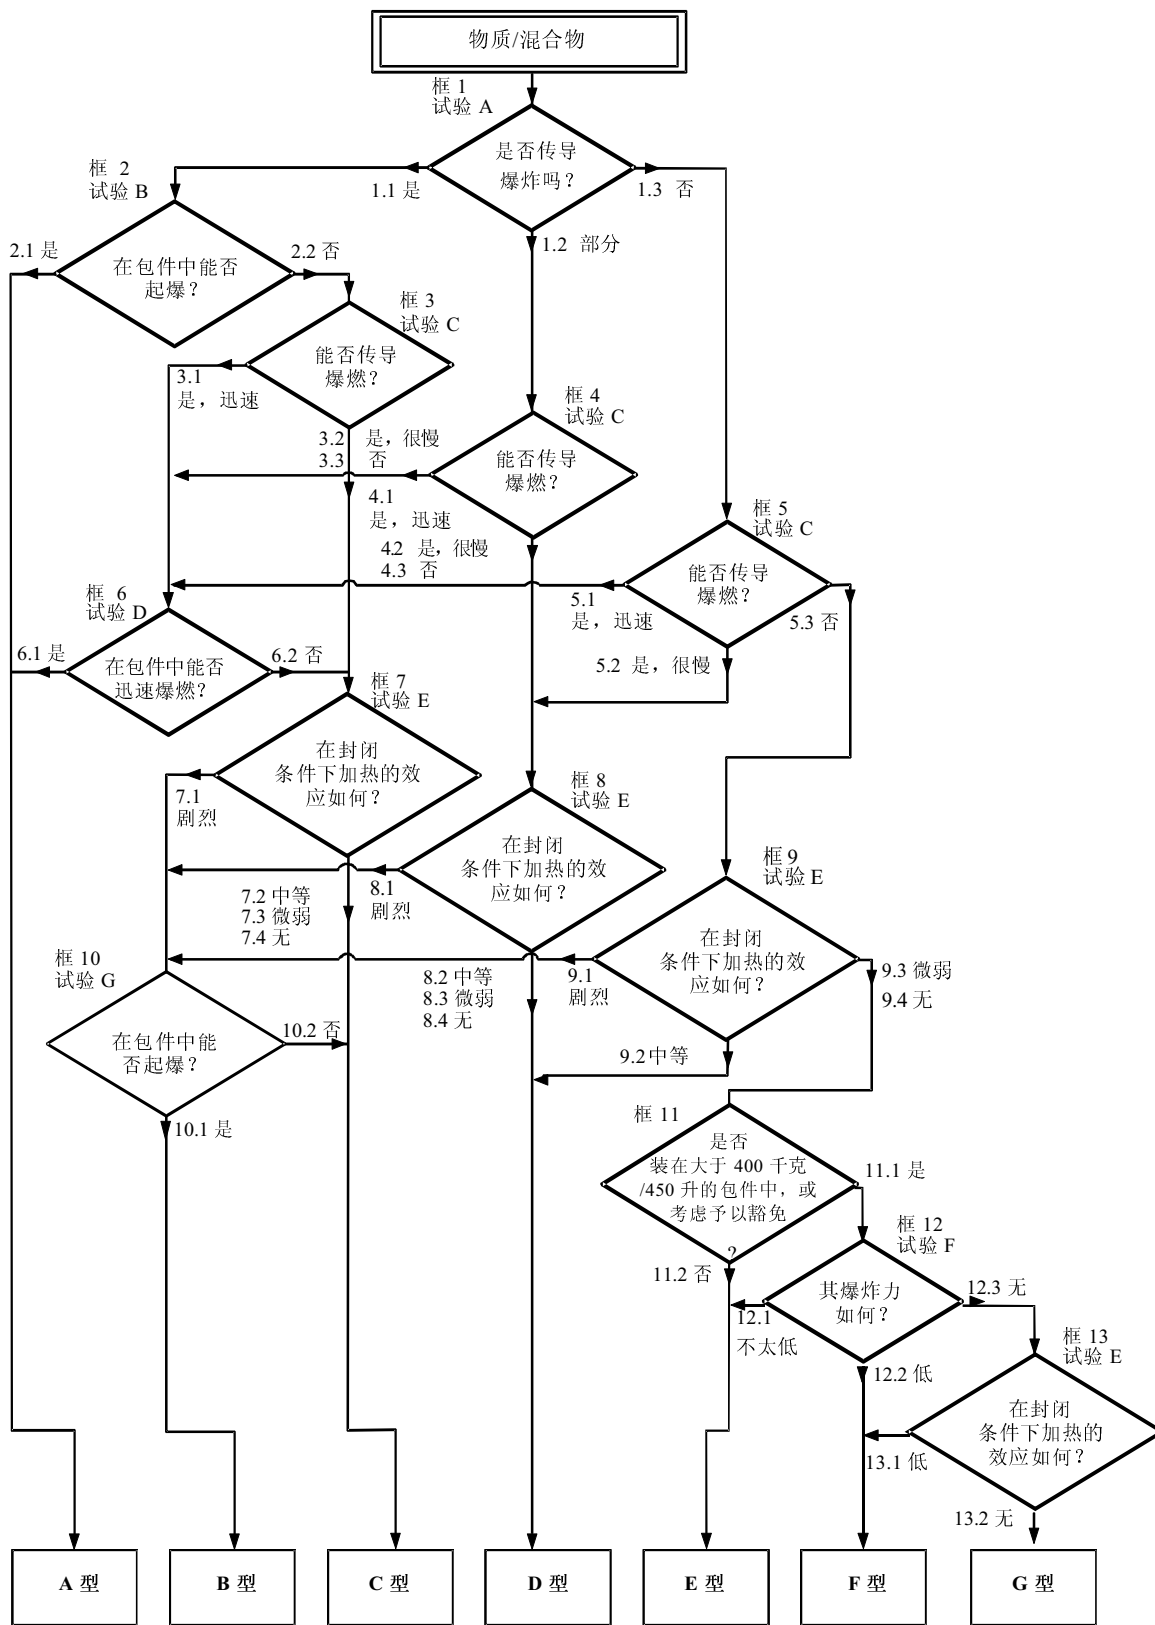 物质/混合物
框 1
试验 A
是否传导
爆炸吗？
1.1 是
1.3 否
1.2 部分
框 2
试验 B
2.1 是
2.2 否
在包件中能否
起爆？
框 3
试验 C
能否传导
爆燃？
3.1
是，迅速
3.2 是，很慢
3.3 否
框 4
试验 C
能否传导
爆燃？
4.1
是，迅速
4.2 是，很慢
4.3 否
框 5
试验 C
能否传导
爆燃？
5.1
是，迅速
5.3 否
5.2 是，很慢
框 6
试验 D
6.1 是
6.2 否
在包件中能否
迅速爆燃？
框 7
试验 E
在封闭
条件下加热的效
应如何？
7.1
剧烈
7.2 中等
7.3 微弱
7.4 无
框 8
试验 E
在封闭
条件下加热的效
应如何？
8.1
剧烈
8.2 中等
8.3 微弱
8.4 无
框 9
试验 E
在封闭
条件下加热的效
应如何？
9.1
剧烈
9.3 微弱
9.4 无
9.2 中等
框 10
试验 G
在包件中能
否起爆？
10.2 否
10.1 是
框 11
是否
装在大于 400 千克
/450 升的包件中，或
考虑予以豁免
？
11.1 是
11.2 否
框 12
试验 F
其爆炸力
如何？
12.1
不太低
12.3 无
12.2 低
框 13
试验 E
在封闭
条件下加热的
效应如何？
13.1 低
13.2 无
A 型
B 型
C 型
D 型
E 型
F 型
G 型